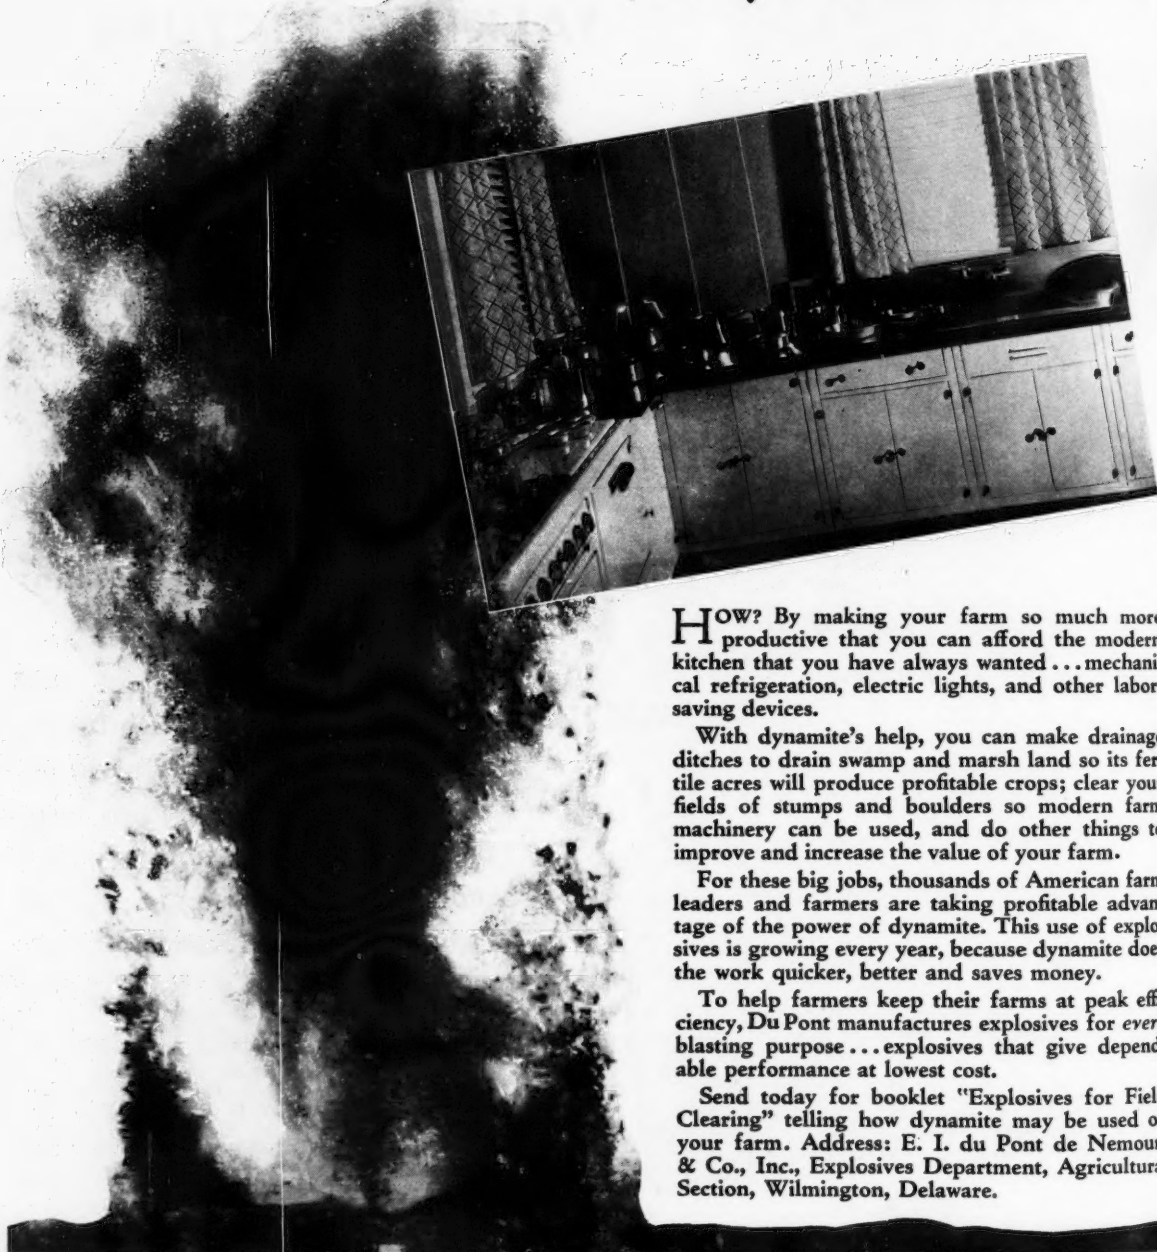 HOW? By making your farm so much more
productive that you can afford the modern
kitchen that you have always wanted...mechani
cal refrigeration, electric lights, and other labor
saving devices.
With dynamite's help, you can make drainage
ditches to drain swamp and marsh land so its fer
tile acres will produce profitable crops; clear you
fields of stumps and boulders so modern farm
machinery can be used, and do other things t
improve and increase the value of your farm.
For these big jobs, thousands of American farm
leaders and farmers are taking profitable advan
tage of the power of dynamite. This use of explo
sives is growing every year, because dynamite doe
the work quicker, better and saves money.
To help farmers keep their farms at peak effi
ciency, Du Pont manufactures explosives for ever
blasting purpose...explosives that give depend
able performance at lowest cost.
Send today for booklet "Explosives for Fiel
Clearing" telling how dynamite may be used o
your farm. Address: E. I. du Pont de Nemour
& Co., Inc., Explosives Department, Agricultura
Section, Wilmington, Delaware.